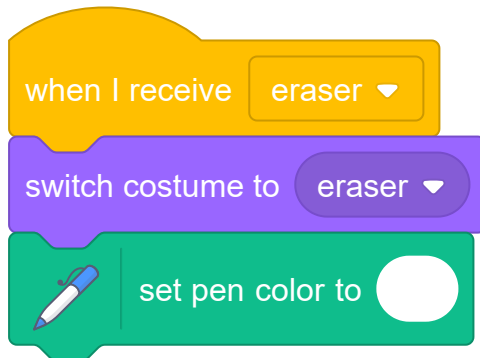 when I receive eraser
switch costume to eraser
set pen color to